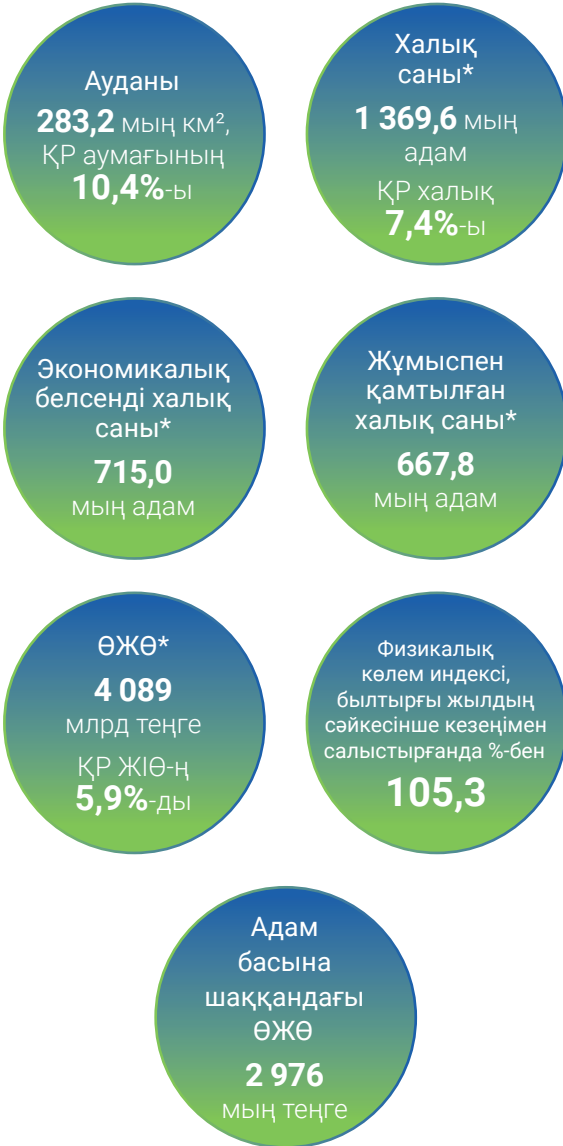 Ауданы
283,2 мың км²,
ҚР аумағының
10,4%-ы
Халық
саны*
1 369,6 мың
адам
ҚР халық
7,4%-ы
Экономикалық
белсенді халық
саны*
715,0
мың адам
Жұмыспен
қамтылған
халық саны*
667,8
мың адам
ӨЖӨ*
4 089
млрд теңге
ҚР ЖІӨ-ң
5,9%-ды
Физикалық
көлем индексі,
былтырғы жылдың
сәйкесінше кезеңімен
салыстырғанда %-бен
105,3
Адам
басына
шаққандағы
ӨЖӨ
2 976
мың теңге